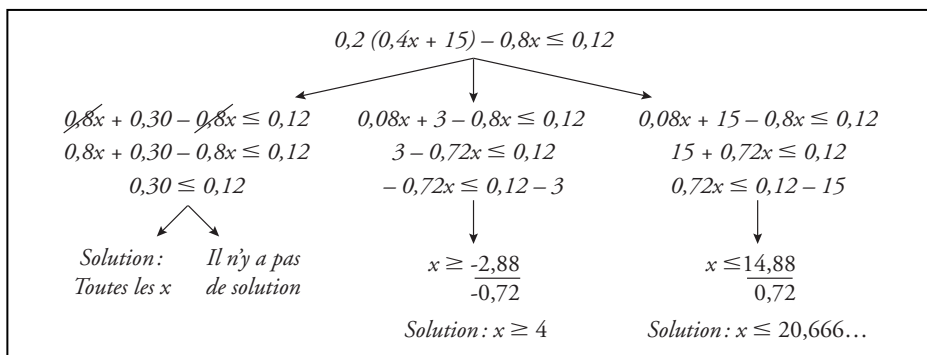 0,2 (0,4x + 15) – 0,8x ≤ 0,12
0,8x + 0,30 – 0,8x ≤ 0,12
0,8x + 0,30 – 0,8x ≤ 0,12
0,30 ≤ 0,12
Solution :
Toutes les x
Il n'y a pas
de solution
0,08x + 3 – 0,8x ≤ 0,12
3 – 0,72x ≤ 0,12
– 0,72x ≤ 0,12 – 3
x ≥ -2,88
-0,72
Solution : x ≥ 4
0,08x + 15 – 0,8x ≤ 0,12
15 + 0,72x ≤ 0,12
0,72x ≤ 0,12 – 15
x ≤ 14,88
0,72
Solution : x ≤ 20,666…